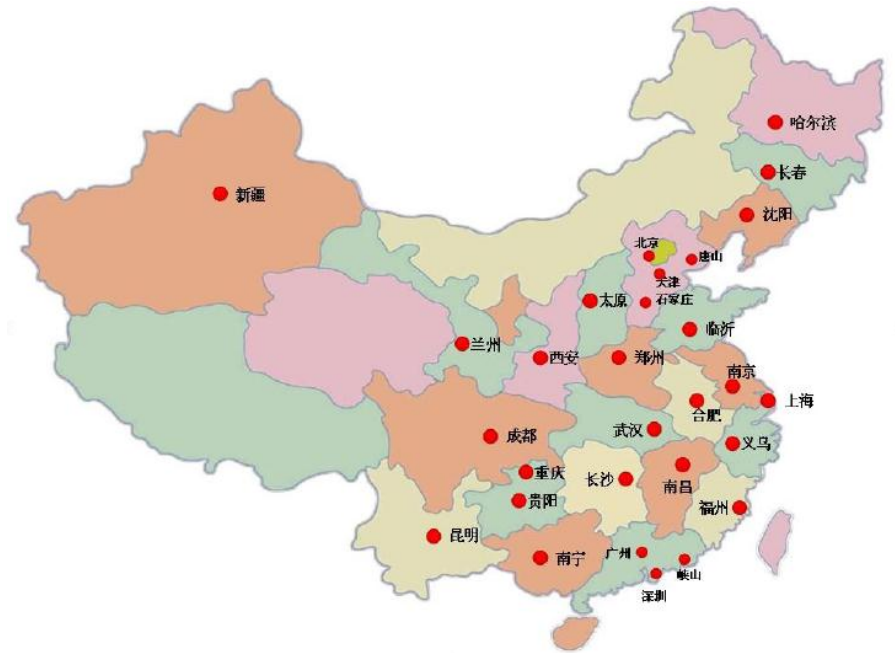 哈尔滨
长春
新疆
沈阳
北京
唐山
天津
太原
石家庄
临沂
兰州
西安
郑州
南京
合肥
上海
成都
武汉
义乌
重庆
长沙
南昌
贵阳
福州
昆明
南宁
广州
峡山
深圳